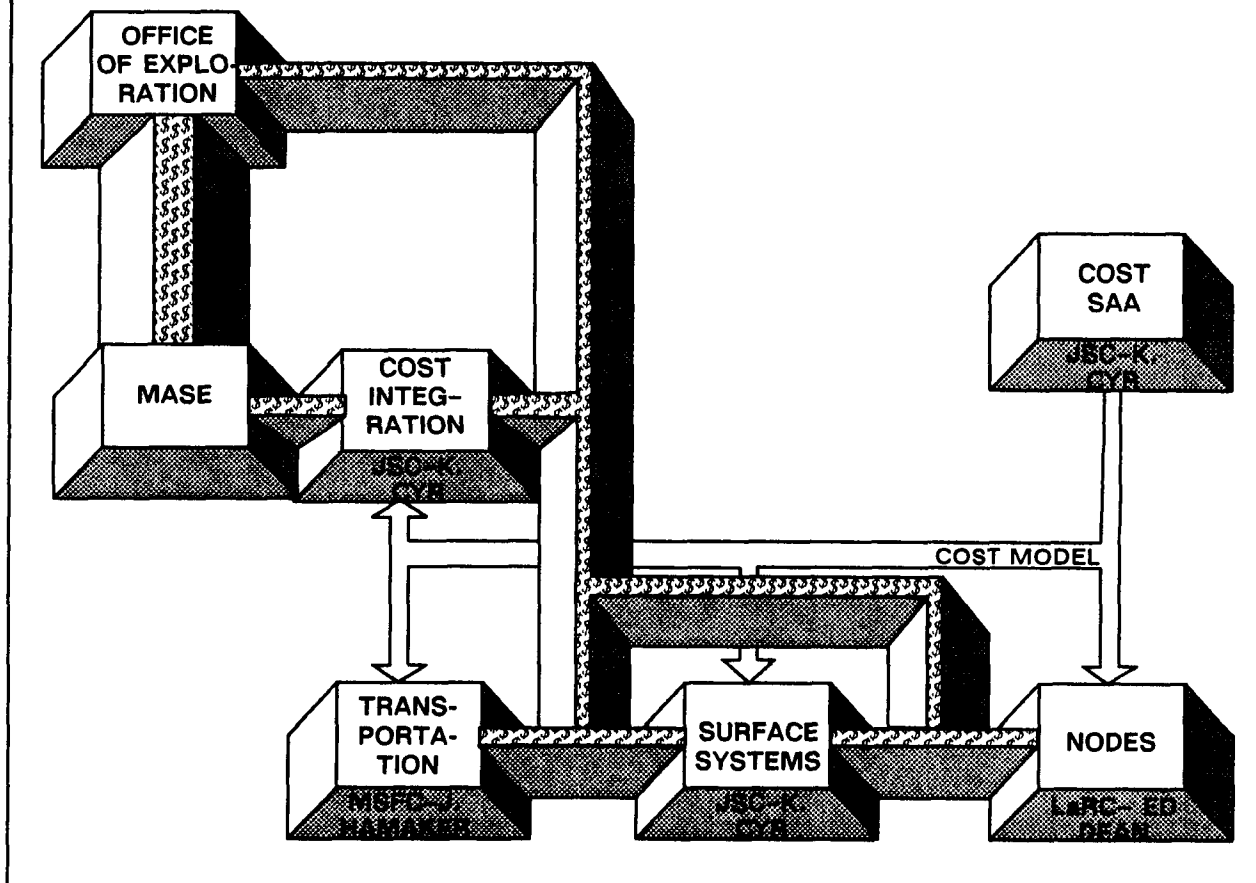 OFFICE
OF EXPLO-
RATION
COST
SAA
JSC-K.
CYR
MASE
COST
INTEG-
RATION
JSC-K.
CYR
COST MODEL
TRANS-
PORTA-
TION
MSFC-J.
HAMAKER
SURFACE
SYSTEMS
JSC-K.
CYR
NODES
LaRC- ED
DEAN